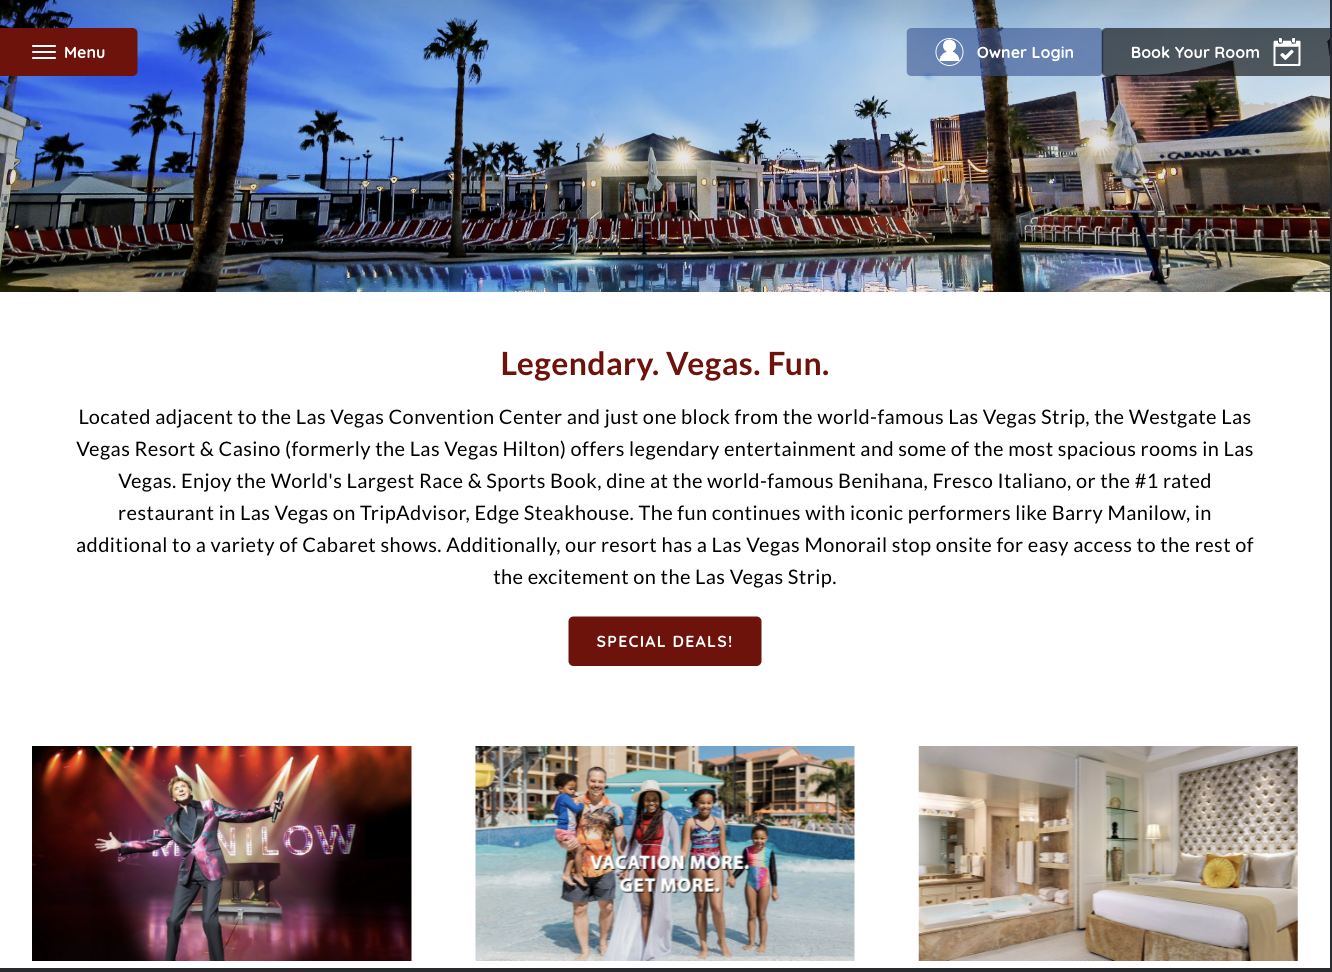 Menu
Owner Login
Book Your Room
• CABANA BAR •
Legendary. Vegas. Fun.
Located adjacent to the Las Vegas Convention Center and just one block from the world-famous Las Vegas Strip, the Westgate Las
Vegas Resort & Casino (formerly the Las Vegas Hilton) offers legendary entertainment and some of the most spacious rooms in Las
Vegas. Enjoy the World's Largest Race & Sports Book, dine at the world-famous Benihana, Fresco Italiano, or the #1 rated
restaurant in Las Vegas on TripAdvisor, Edge Steakhouse. The fun continues with iconic performers like Barry Manilow, in
additional to a variety of Cabaret shows. Additionally, our resort has a Las Vegas Monorail stop onsite for easy access to the rest of
the excitement on the Las Vegas Strip.
SPECIAL DEALS!
MANILOW
VACATION MORE.
GET MORE.